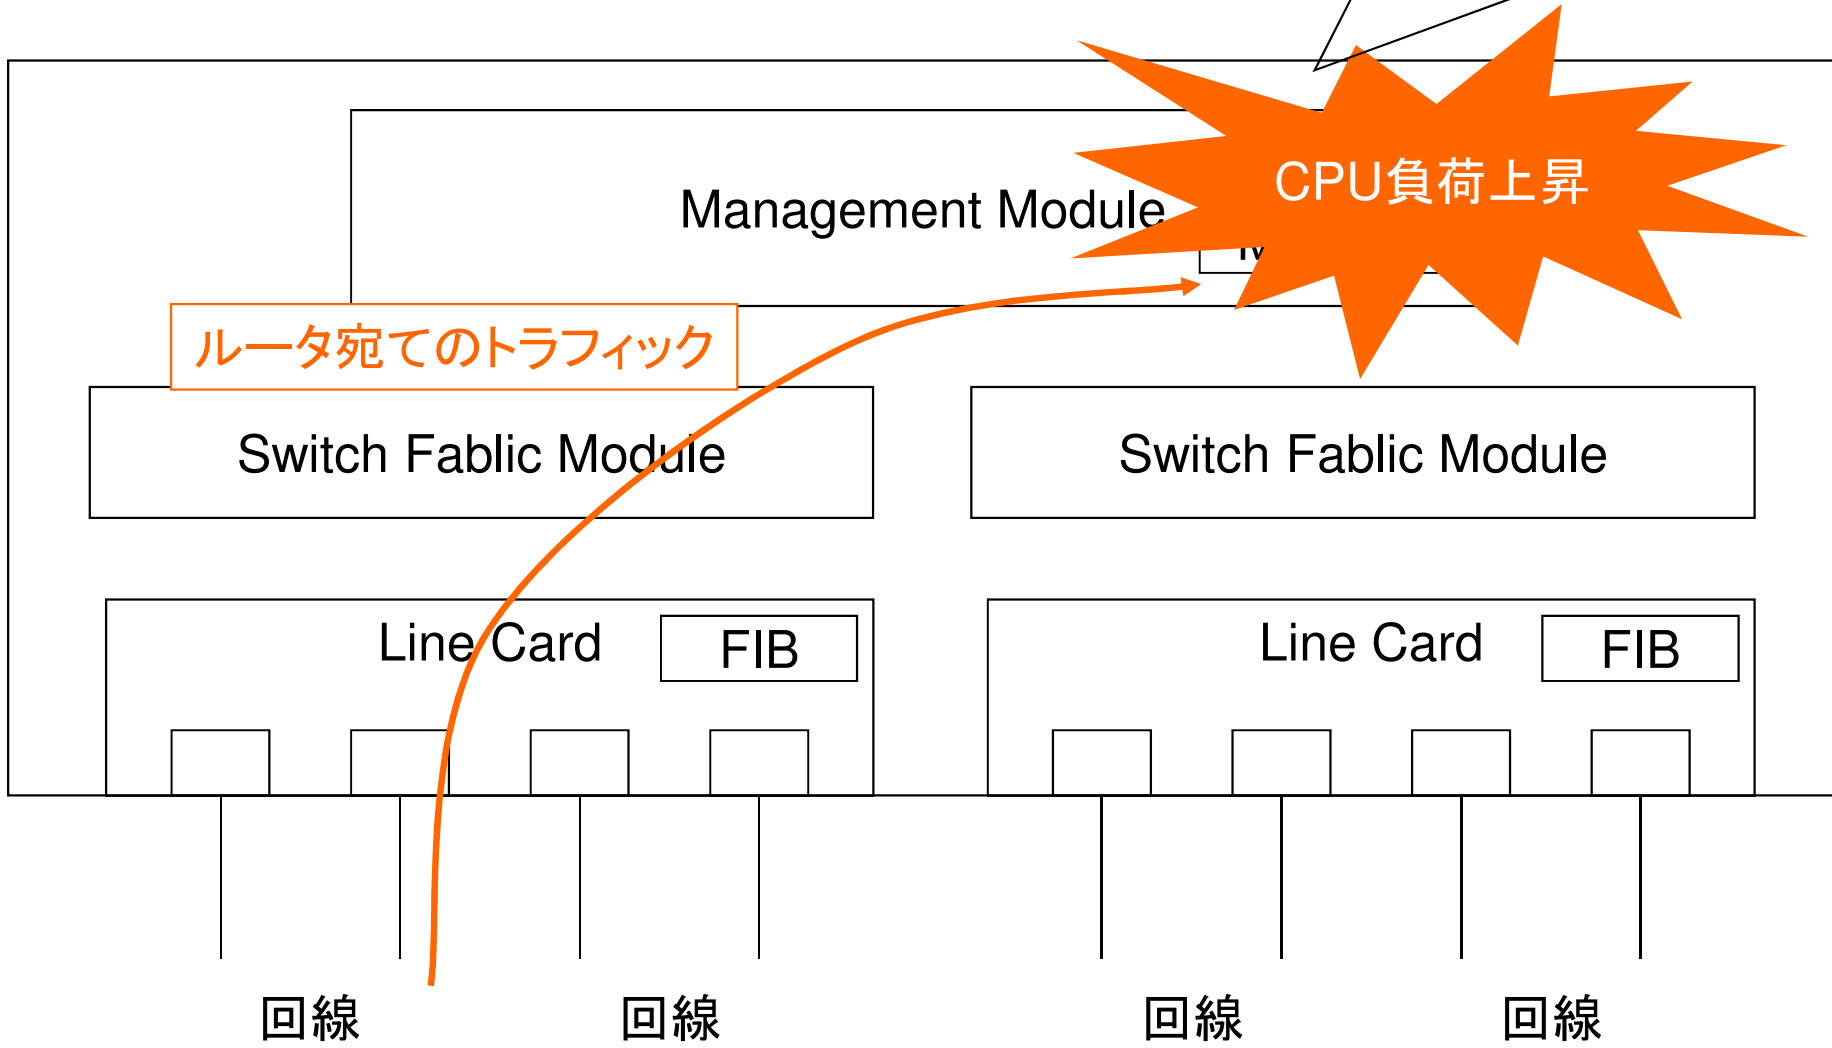 CPU負荷上昇
Management Module
ルータ宛てのトラフィック
Switch Fablic Module
Switch Fablic Module
Line Card
FIB
Line Card
FIB
回線
回線
回線
回線